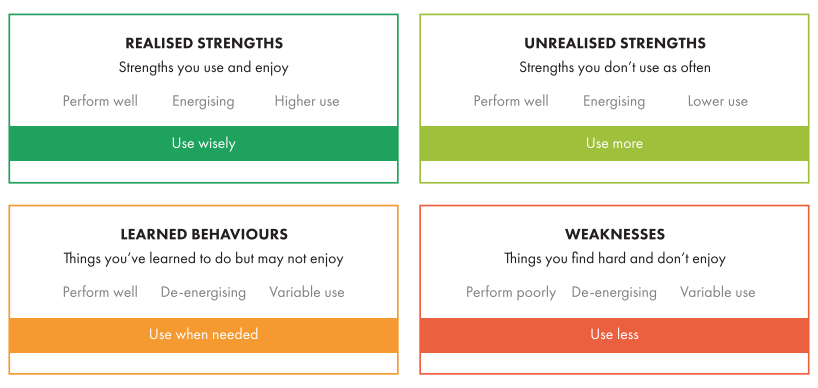 REALISED STRENGTHS
Strengths you use and enjoy
Perform well Energising Higher use
Use wisely
UNREALISED STRENGTHS
Strengths you don't use as often
Perform well Energising Lower use
Use more
LEARNED BEHAVIOURS
Things you've learned to do but may not enjoy
Perform well De-energising Variable use
Use when needed
WEAKNESSES
Things you find hard and don't enjoy
Perform poorly De-energising Variable use
Use less